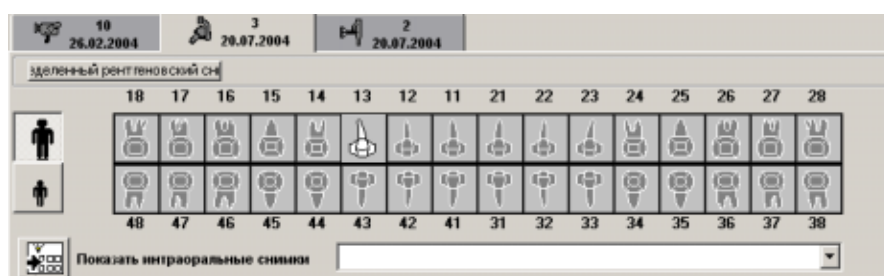 10 3 2
26.02.2004 20.07.2004 20.07.2004
зделенный рентгеновский сн
18 17 16 15 14 13 12 11 21 22 23 24 25 26 27 28
48 47 46 45 44 43 42 41 31 32 33 34 35 36 37 38
Показать интраоральные снимки